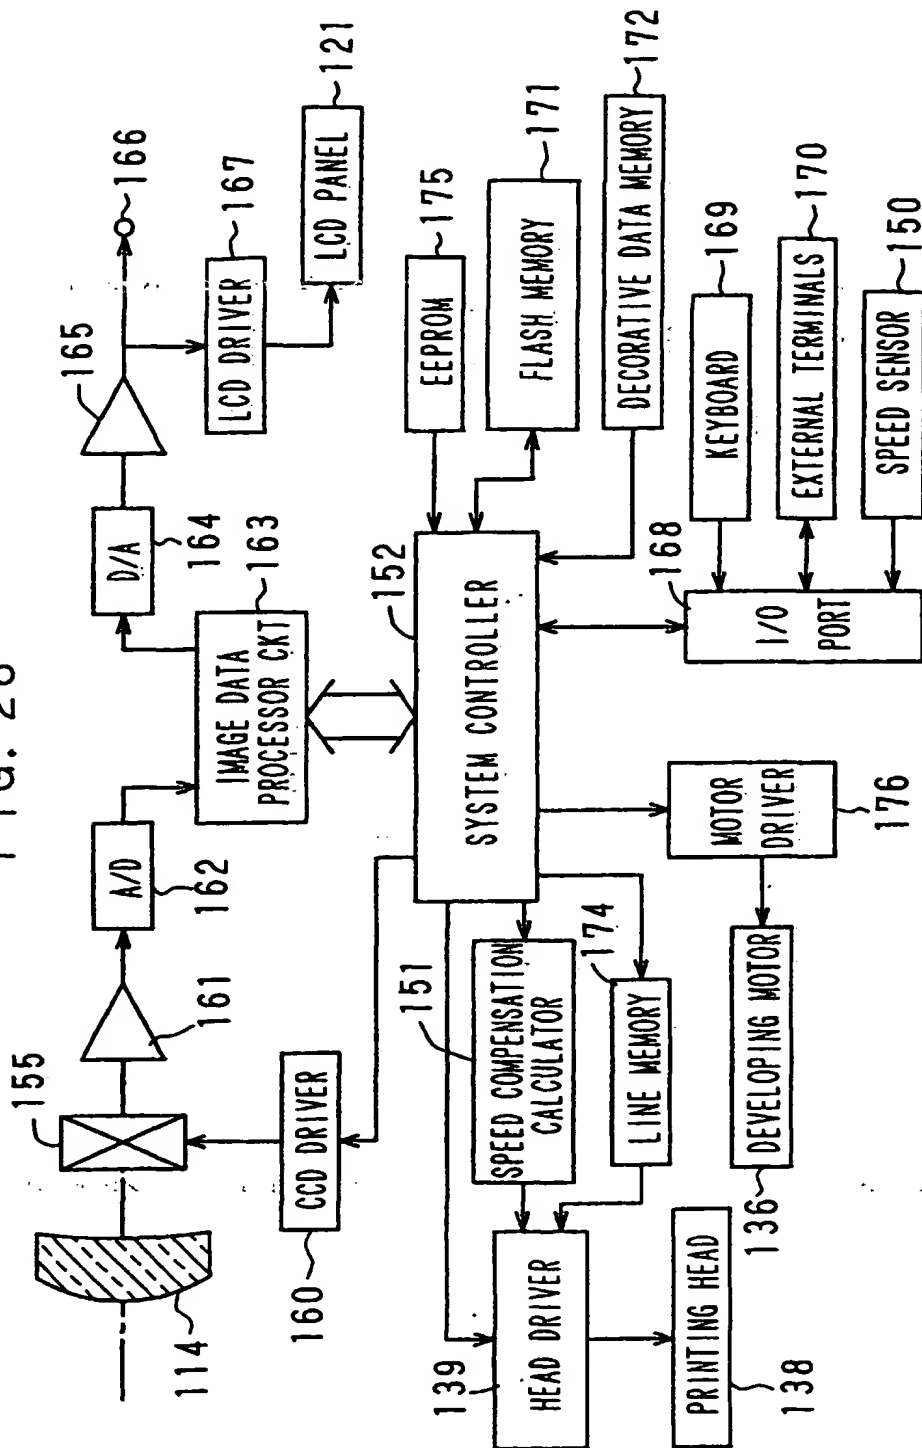 FIG.
114
155
161
A/D
162
IMAGE DATA
PROCESSOR CKT
163
D/A
164
165
166
LCD DRIVER
167
LCD PANEL
121
CCD DRIVER
160
SYSTEM CONTROLLER
152
EEPROM
175
FLASH MEMORY
171
DECORATIVE DATA MEMORY
172
139
HEAD DRIVER
151
SPEED COMPENSATION
CALCULATOR
174
LINE MEMORY
PRINTING HEAD
138
136
DEVELOPING MOTOR
MOTOR
DRIVER
176
168
I/O
PORT
KEYBOARD
169
EXTERNAL TERMINALS
170
SPEED SENSOR
150